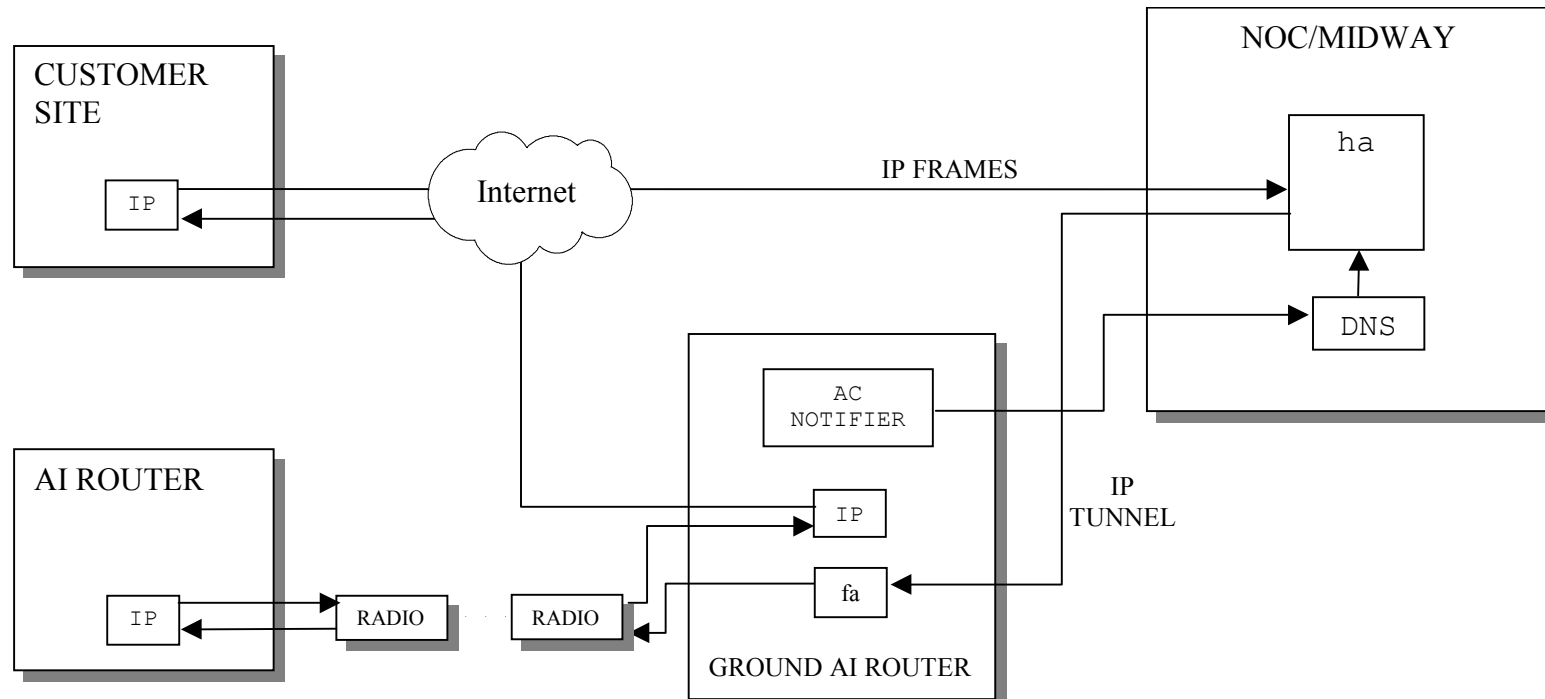 NOC/MIDWAY
CUSTOMER
SITE
ha
IP FRAMES
Internet
IP
DNS
AC
NOTIFIER
AI ROUTER
IP
TUNNEL
IP
fa
IP
RADIO
RADIO
GROUND AI ROUTER